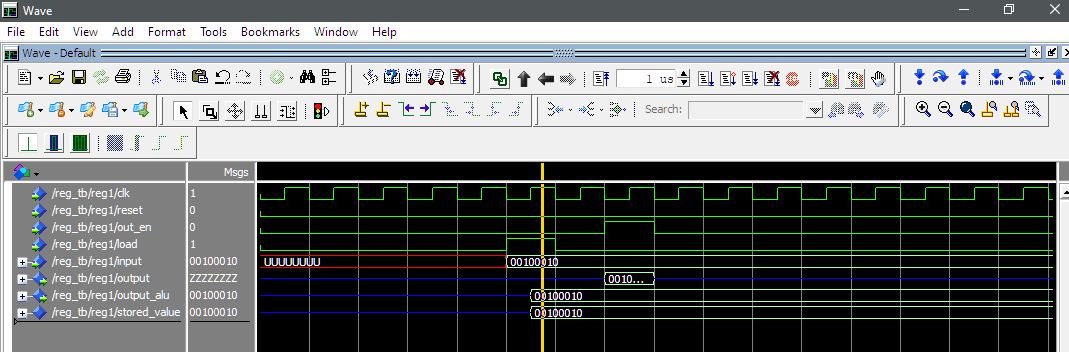 Wave
File Edit View Add Format Tools Bookmarks Window Help
Wave - Default
1 us
Search:
Msgs
/reg_tb/reg1/clk 1
/reg_tb/reg1/reset 0
/reg_tb/reg1/out_en 0
/reg_tb/reg1/load 1
/reg_tb/reg1/input 00100010 UUUUUUUU 00100010
/reg_tb/reg1/output ZZZZZZZZ 0010...
/reg_tb/reg1/output_alu 00100010 00100010
/reg_tb/reg1/stored_value 00100010 00100010